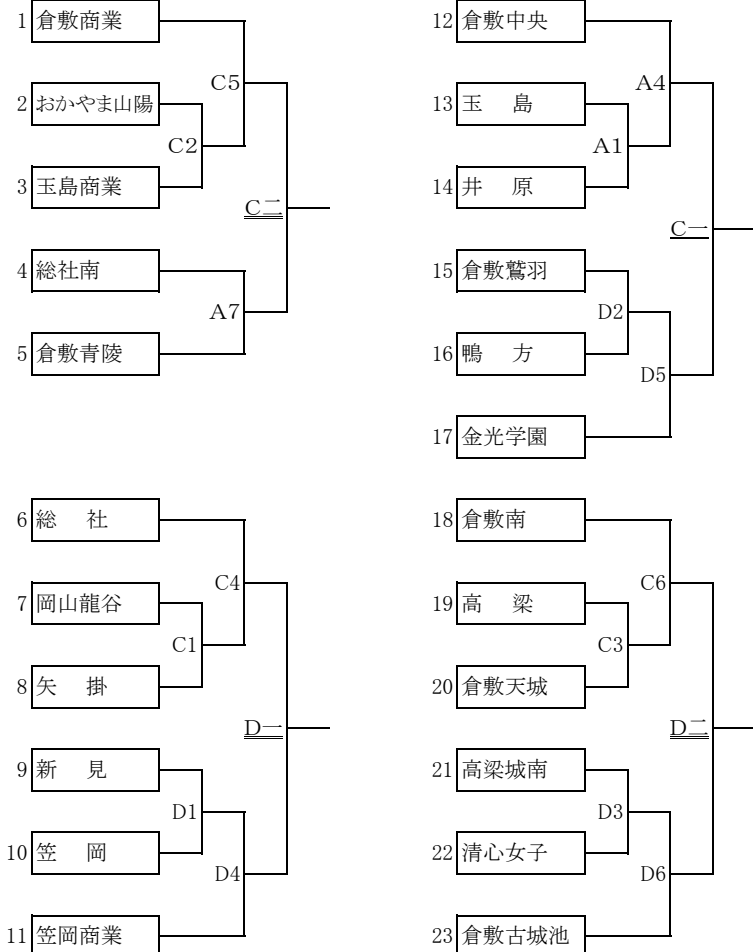 1 倉敷商業
C5
2 おかやま山陽
C2
3 玉島商業
C二
4 総社南
A7
5 倉敷青陵
6 総　社
C4
7 岡山龍谷
C1
8 矢　掛
D一
9 新　見
D1
10 笠　岡
D4
11 笠岡商業
12 倉敷中央
A4
13 玉　島
A1
14 井　原
C一
15 倉敷鷲羽
D2
16 鴨　方
D5
17 金光学園
18 倉敷南
C6
19 高　梁
C3
20 倉敷天城
D二
21 高梁城南
D3
22 清心女子
D6
23 倉敷古城池